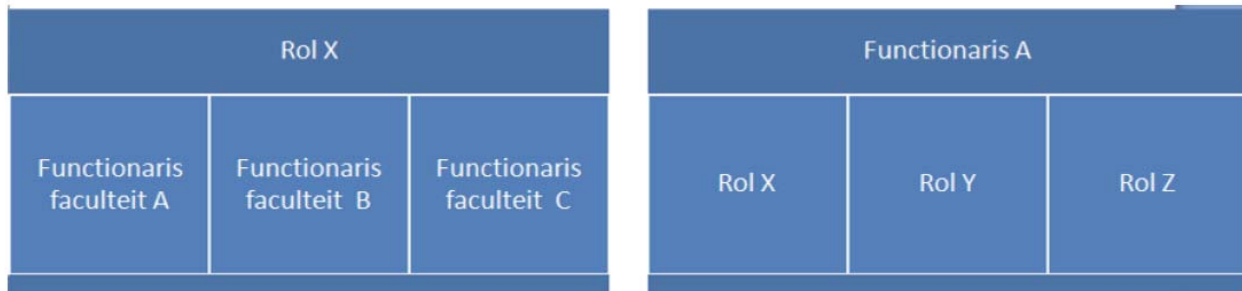 Rol X
Functionaris
faculteit A
Functionaris
faculteit B
Functionaris
faculteit C
Functionaris A
Rol X
Rol Y
Rol Z